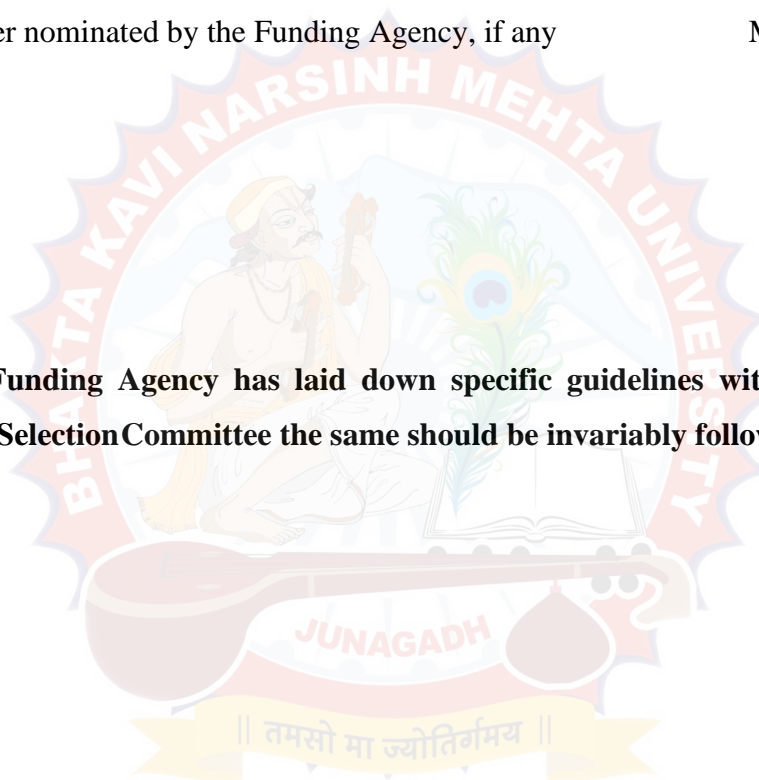 er nominated by the Funding Agency, if any M
BHAKTA KAVI NARSINH MEHTA UNIVERSITY
Funding Agency has laid down specific guidelines wit
Selection Committee the same should be invariably follow
JUNAGADH
|| तमसो मा ज्योतिर्गमय ||